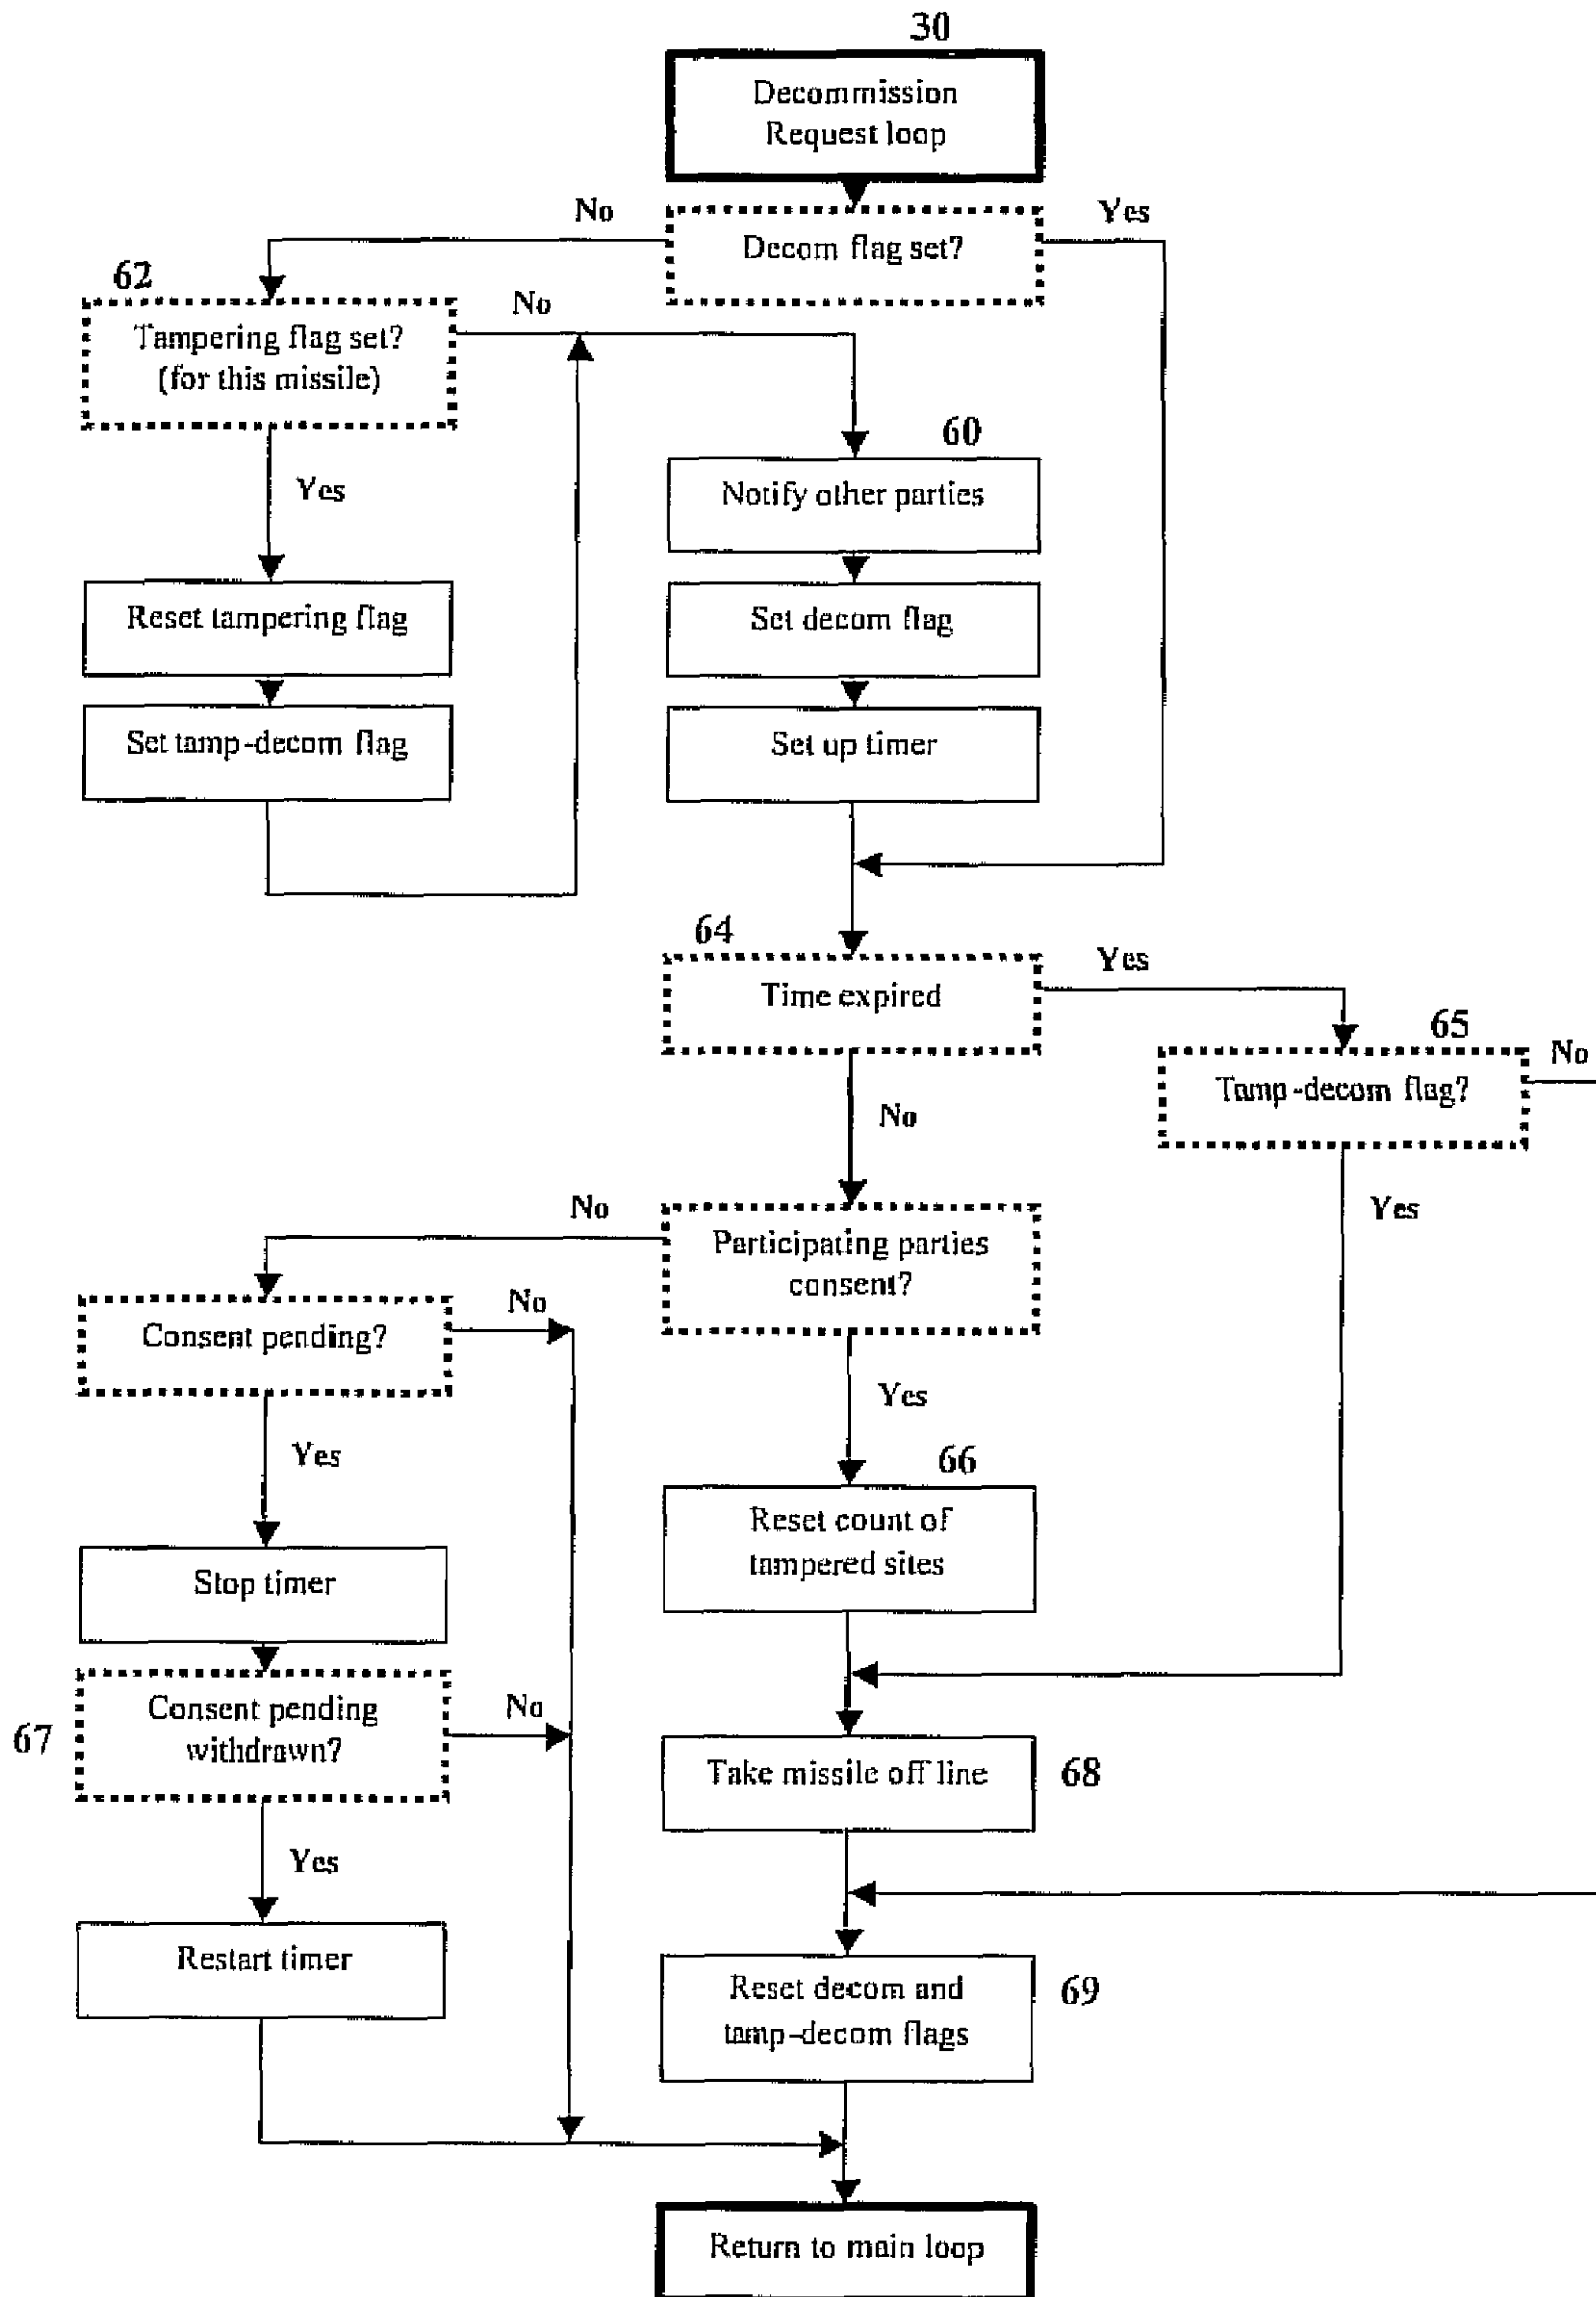 30
Decommission
Request loop
No
Yes
Decom flag set?
62
No
Tampering flag set?
(for this missile)
60
Yes
Notify other parties
Reset tampering flag
Set decom flag
Set tamp-decom flag
Set up timer
64
Yes
Time expired
65
No
Tamp-decom flag?
No
Yes
No
Participating parties
consent?
No
Consent pending?
Yes
Yes
66
Reset count of
tampered sites
Stop timer
67
Consent pending
withdrawn?
No
Take missile off line
68
Yes
Restart timer
Reset decom and
tamp-decom flags
69
Return to main loop